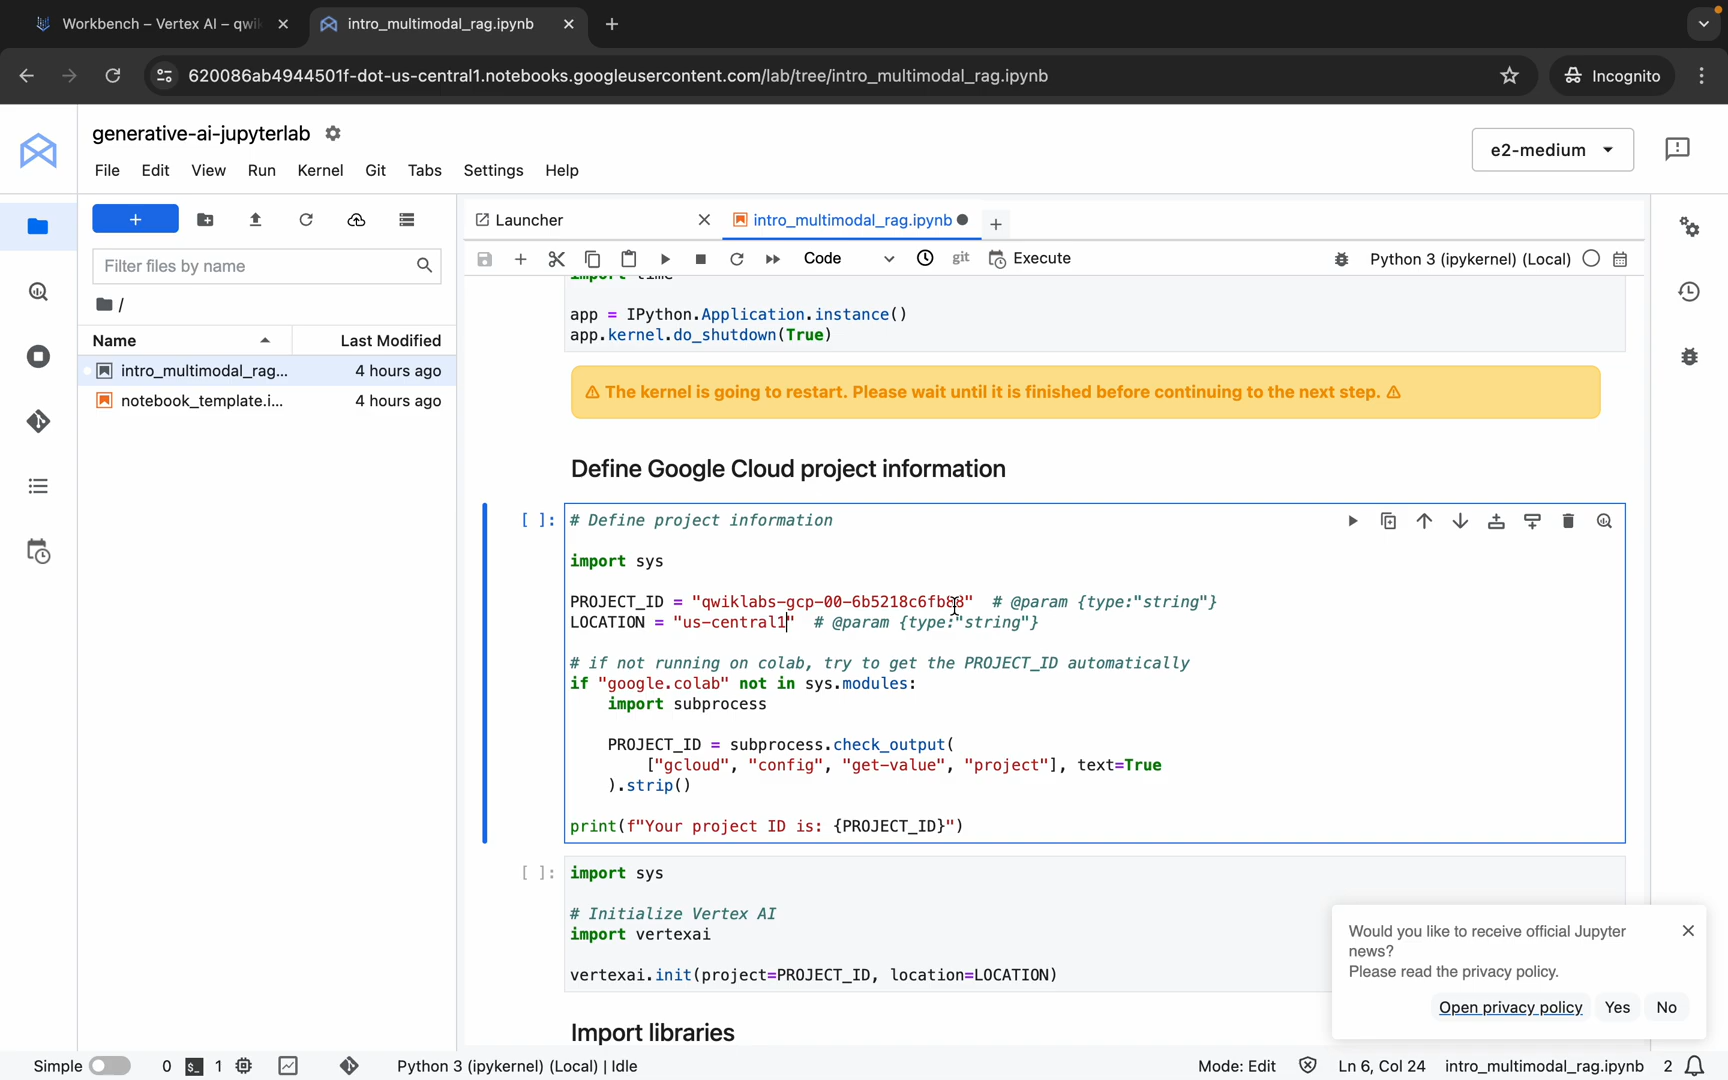 Workbench – Vertex AI – qwi
intro_multimodal_rag.ipynb
620086ab4944501f-dot-us-central1.notebooks.googleusercontent.com/lab/tree/intro_multimodal_rag.ipynb
Incognito
generative-ai-jupyterlab
e2-medium
File Edit View Run Kernel Git Tabs Settings Help
Launcher
intro_multimodal_rag.ipynb
Filter files by name
Code
git
Execute
Python 3 (ipykernel) (Local)
/
Name
Last Modified
intro_multimodal_rag... 4 hours ago
notebook_template.i... 4 hours ago
import time
app = IPython.Application.instance()
app.kernel.do_shutdown(True)
⚠ The kernel is going to restart. Please wait until it is finished before continuing to the next step. ⚠
Define Google Cloud project information
[ ]: # Define project information
import sys
PROJECT_ID = "qwiklabs-gcp-00-6b5218c6fb88" # @param {type:"string"}
LOCATION = "us-central1" # @param {type:"string"}
# if not running on colab, try to get the PROJECT_ID automatically
if "google.colab" not in sys.modules:
import subprocess
PROJECT_ID = subprocess.check_output(
["gcloud", "config", "get-value", "project"], text=True
).strip()
print(f"Your project ID is: {PROJECT_ID}")
[ ]: import sys
# Initialize Vertex AI
import vertexai
vertexai.init(project=PROJECT_ID, location=LOCATION)
Import libraries
Would you like to receive official Jupyter
news?
Please read the privacy policy.
Open privacy policy Yes No
Simple 0 1 Python 3 (ipykernel) (Local) | Idle Mode: Edit Ln 6, Col 24 intro_multimodal_rag.ipynb 2